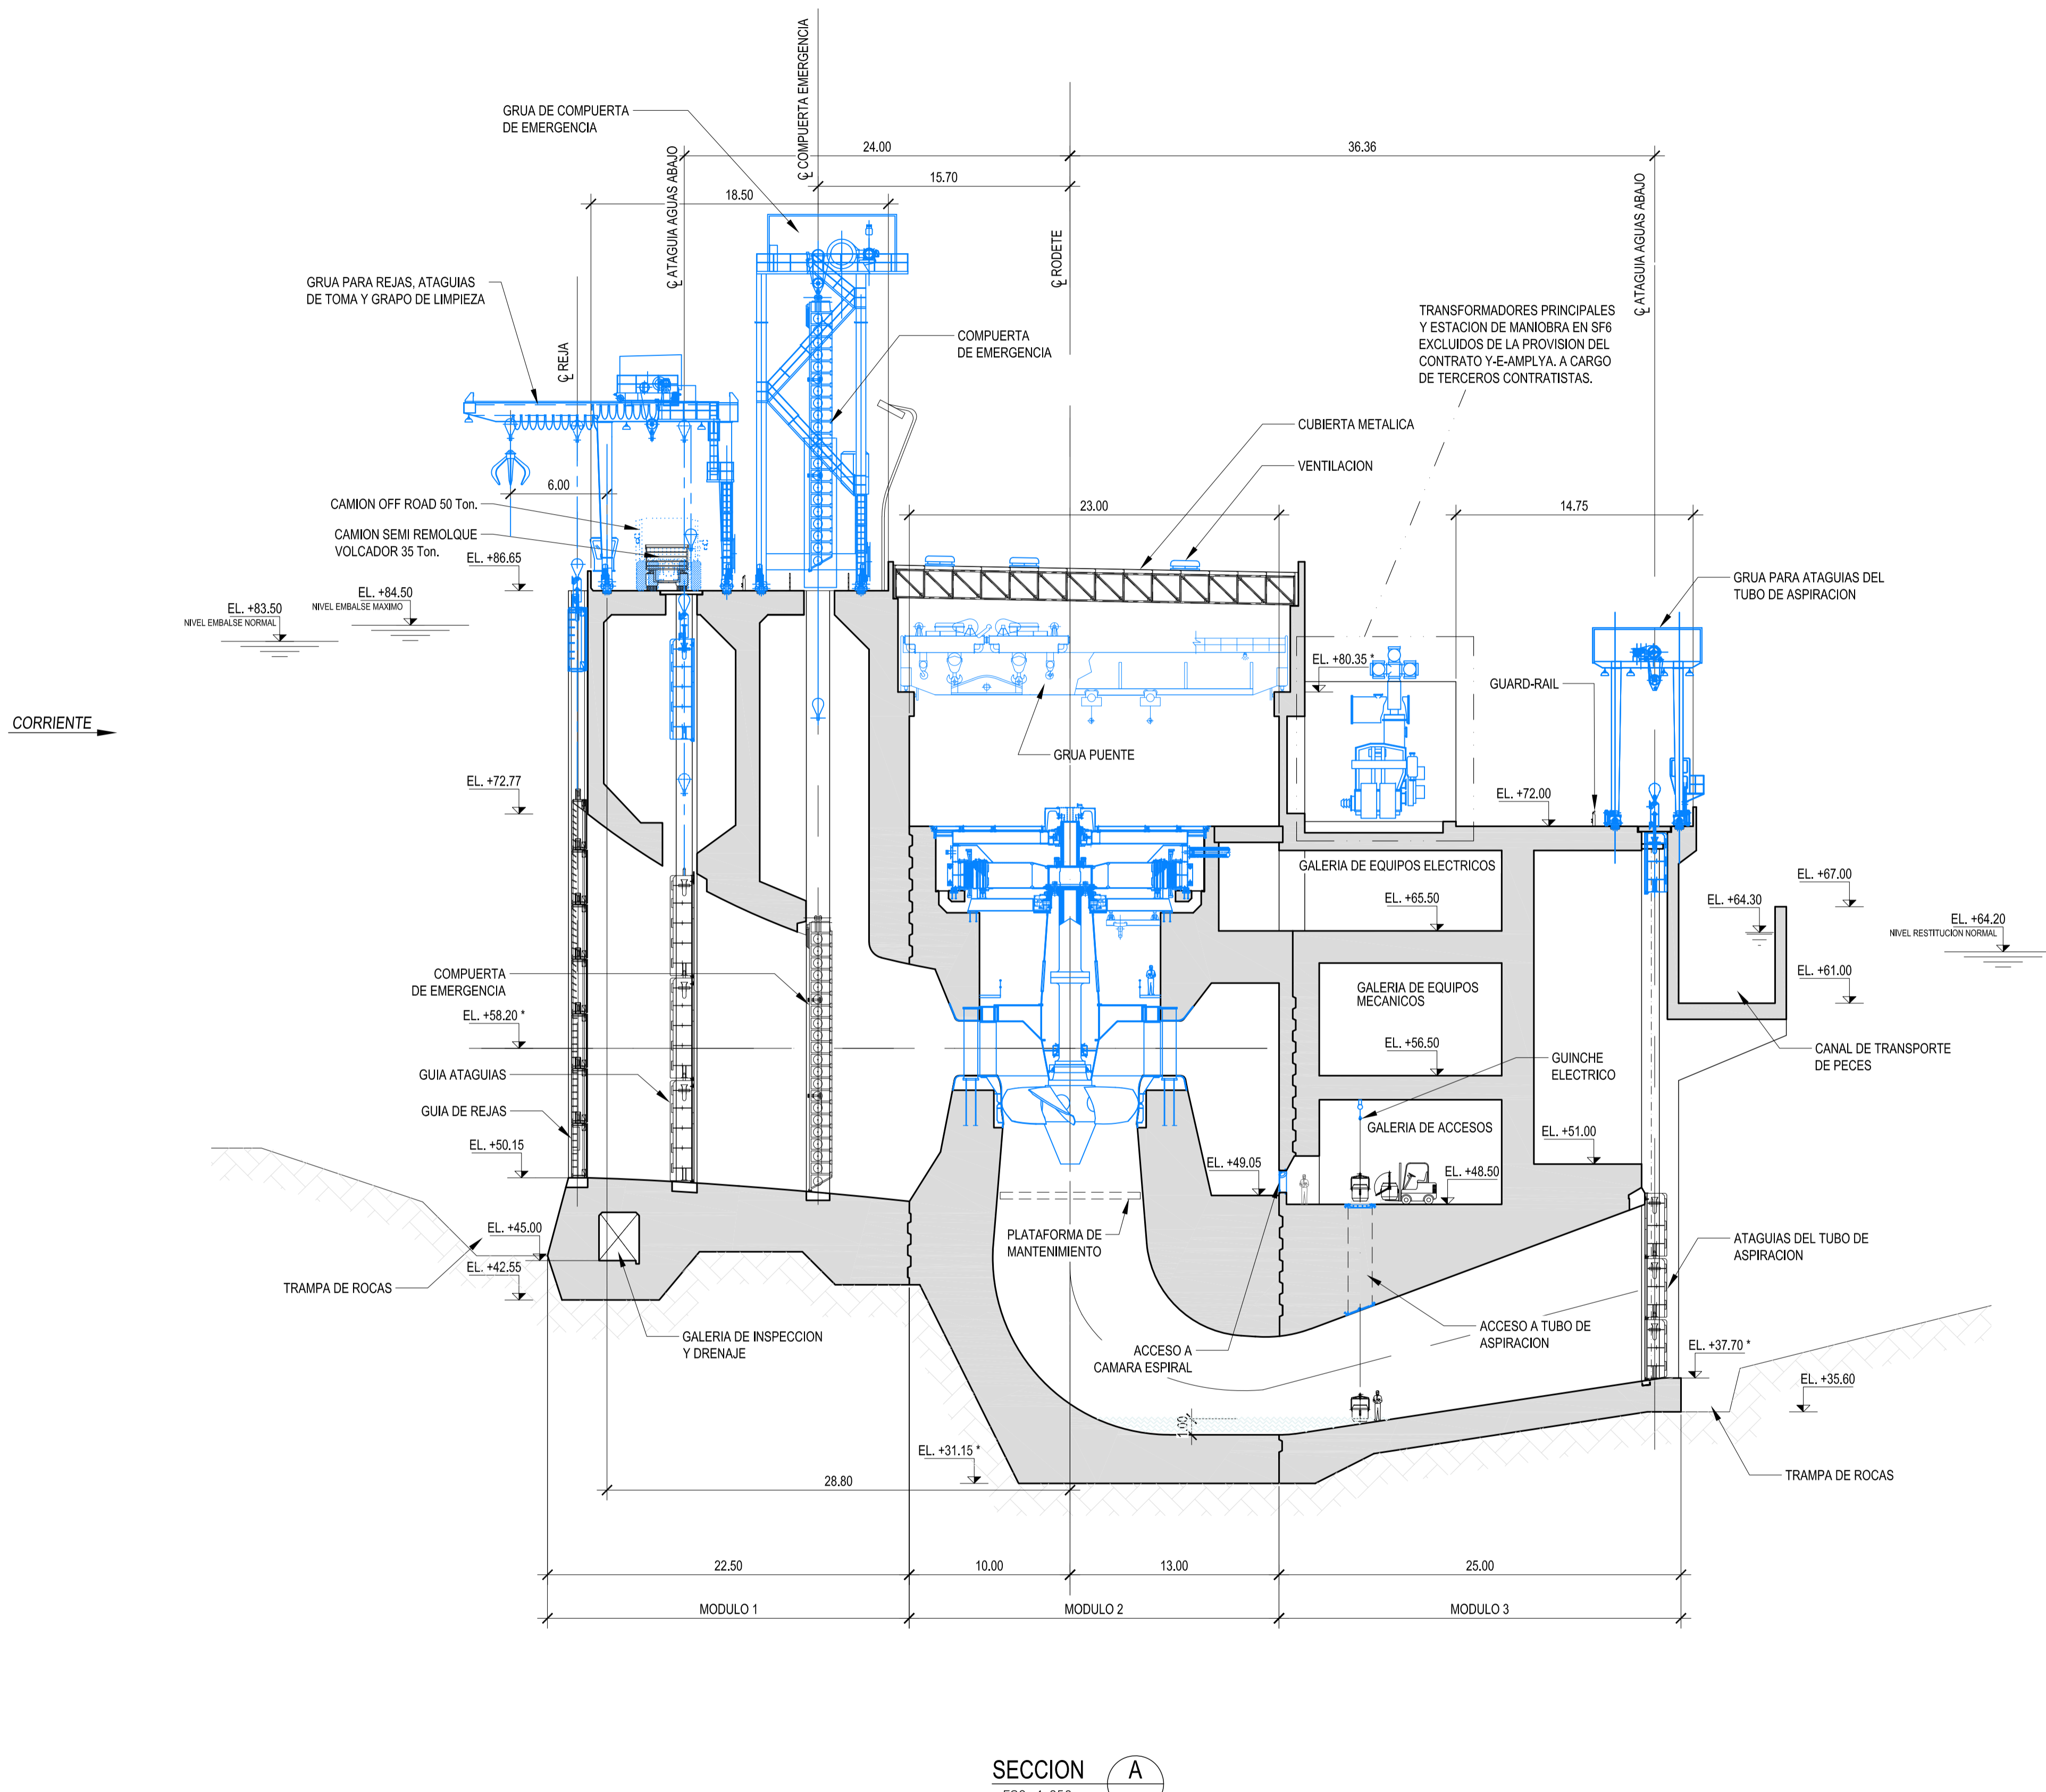 GRUA DE COMPUERTA
DE EMERGENCIA
℄ COMPUERTA EMERGENCIA
24.00
36.36
℄ ATAGUIA AGUAS ABAJO
15.70
18.50
℄ RODETE
℄ ATAGUIA AGUAS ABAJO
GRUA PARA REJAS, ATAGUIAS
DE TOMA Y GRAPO DE LIMPIEZA
℄ REJA
COMPUERTA
DE EMERGENCIA
TRANSFORMADORES PRINCIPALES
Y ESTACION DE MANIOBRA EN SF6
EXCLUIDOS DE LA PROVISION DEL
CONTRATO Y-E-AMPLYA. A CARGO
DE TERCEROS CONTRATISTAS.
CUBIERTA METALICA
VENTILACION
6.00
CAMION OFF ROAD 50 Ton.
23.00
14.75
CAMION SEMI REMOLQUE
VOLCADOR 35 Ton.
EL. +86.65
GRUA PARA ATAGUIAS DEL
TUBO DE ASPIRACION
EL. +84.50
NIVEL EMBALSE MAXIMO
EL. +83.50
NIVEL EMBALSE NORMAL
EL. +80.35 *
GUARD-RAIL
CORRIENTE
GRUA PUENTE
EL. +72.77
EL. +72.00
GALERIA DE EQUIPOS ELECTRICOS
EL. +67.00
EL. +65.50
EL. +64.30
EL. +64.20
NIVEL RESTITUCION NORMAL
COMPUERTA
DE EMERGENCIA
EL. +61.00
GALERIA DE EQUIPOS
MECANICOS
EL. +58.20 *
EL. +56.50
GUINCHE
ELECTRICO
CANAL DE TRANSPORTE
DE PECES
GUIA ATAGUIAS
GUIA DE REJAS
GALERIA DE ACCESOS
EL. +51.00
EL. +50.15
EL. +49.05
EL. +48.50
EL. +45.00
PLATAFORMA DE
MANTENIMIENTO
ATAGUIAS DEL TUBO DE
ASPIRACION
EL. +42.55
TRAMPA DE ROCAS
GALERIA DE INSPECCION
Y DRENAJE
ACCESO A
CAMARA ESPIRAL
ACCESO A TUBO DE
ASPIRACION
EL. +37.70 *
EL. +35.60
1.00
EL. +31.15 *
TRAMPA DE ROCAS
28.80
22.50
10.00
13.00
25.00
MODULO 1
MODULO 2
MODULO 3
SECCION A